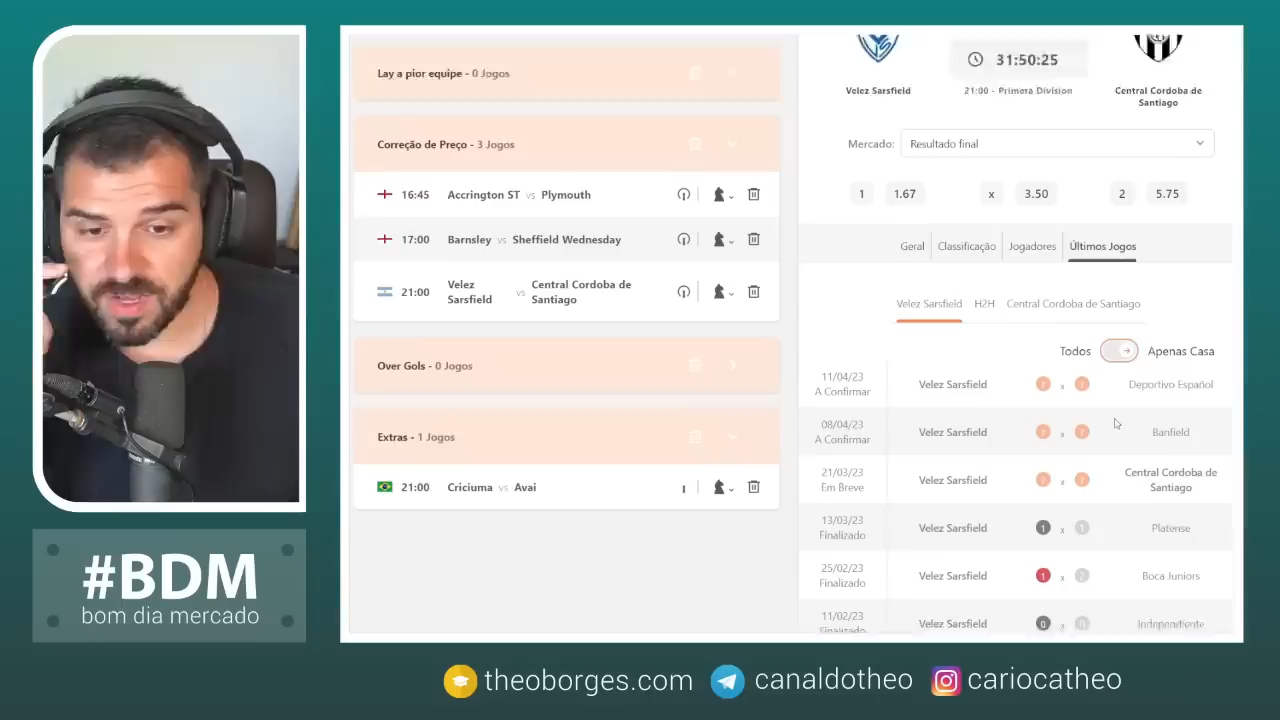 Lay a pior equipe - 0 Jogos
Correção de Preço - 3 Jogos
16:45 Accrington ST vs Plymouth
17:00 Barnsley vs Sheffield Wednesday
21:00 Velez Sarsfield vs Central Cordoba de Santiago
Over Gols - 0 Jogos
Extras - 1 Jogos
21:00 Criciuma vs Avai
VS
31:50:25
Velez Sarsfield
21:00 - Primera Division
Central Cordoba de
Santiago
Mercado: Resultado final
1 1.67 x 3.50 2 5.75
Geral Classificação Jogadores Últimos Jogos
Velez Sarsfield H2H Central Cordoba de Santiago
Todos Apenas Casa
11/04/23
A Confirmar
Velez Sarsfield ? x ? Deportivo Español
08/04/23
A Confirmar
Velez Sarsfield ? x ? Banfield
21/03/23
Em Breve
Velez Sarsfield ? x ? Central Cordoba de Santiago
13/03/23
Finalizado
Velez Sarsfield 1 x 1 Platense
25/02/23
Finalizado
Velez Sarsfield 1 x 2 Boca Juniors
11/02/23
Finalizado
Velez Sarsfield 0 x 0 Independiente
#BDM
bom dia mercado
theoborges.com canaldotheo cariocatheo